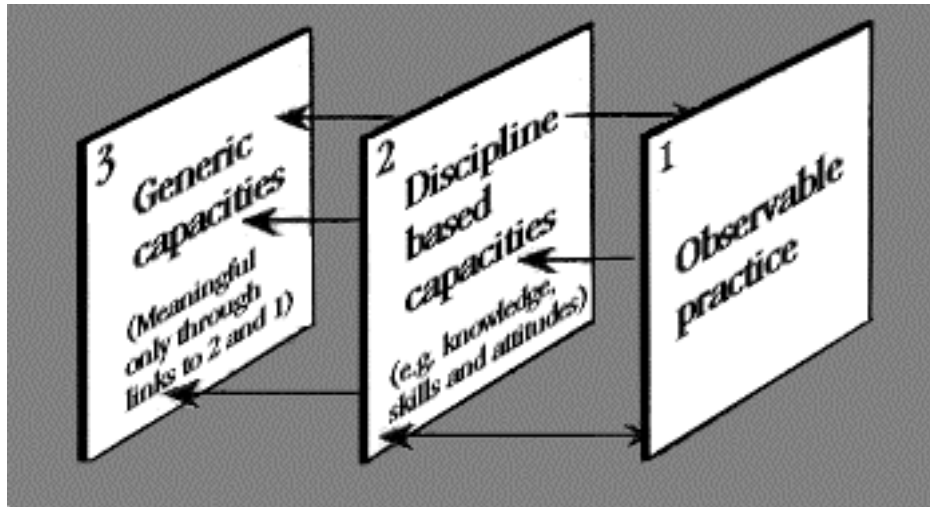 3
Generic
capacities
(Meaningful
only through
links to 2 and 1)
2
Discipline
based
capacities
(e.g. knowledge,
skills and attitudes)
1
Observable
practice